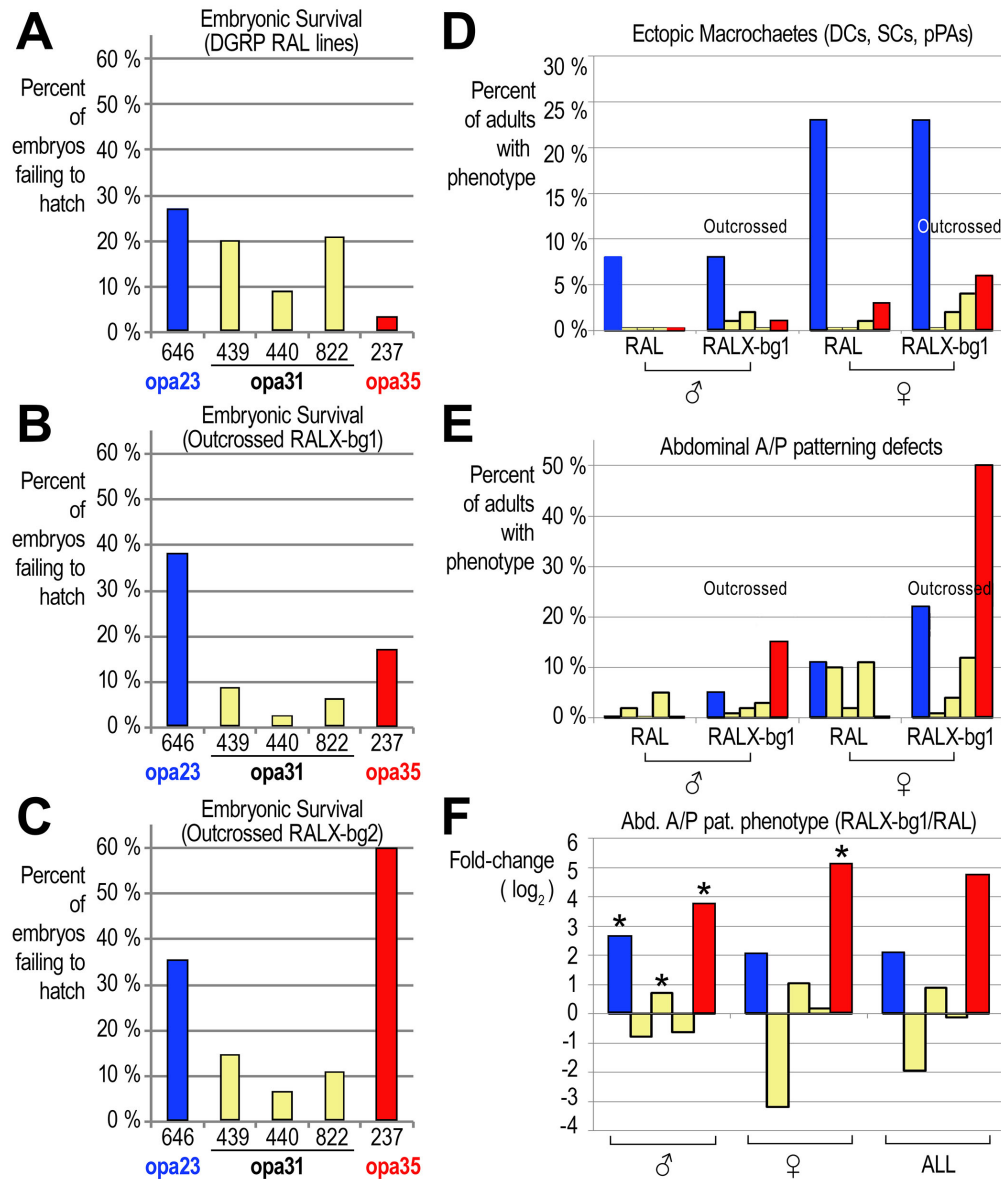 A
Embryonic Survival
(DGRP RAL lines)
Percent
of
embryos
failing to
hatch
60 %
50 %
40 %
30 %
20 %
10 %
0 %
646 439 440 822 237
opa23 opa31 opa35
B
Embryonic Survival
(Outcrossed RALX-bg1)
Percent
of
embryos
failing to
hatch
60 %
50 %
40 %
30 %
20 %
10 %
0 %
646 439 440 822 237
opa23 opa31 opa35
C
Embryonic Survival
(Outcrossed RALX-bg2)
Percent
of
embryos
failing to
hatch
60 %
50 %
40 %
30 %
20 %
10 %
0 %
646 439 440 822 237
opa23 opa31 opa35
D
Ectopic Macrochaetes (DCs, SCs, pPAs)
Percent
of adults
with
phenotype
30 %
25 %
20 %
15 %
10 %
5 %
0 %
Outcrossed Outcrossed
RAL RALX-bg1 RAL RALX-bg1
♂ ♀
E
Abdominal A/P patterning defects
Percent
of adults
with
phenotype
50 %
40 %
30 %
20 %
10 %
0 %
Outcrossed Outcrossed
RAL RALX-bg1 RAL RALX-bg1
♂ ♀
F
Abd. A/P pat. phenotype (RALX-bg1/RAL)
Fold-change
( log2 )
6
5
4
3
2
1
0
-1
-2
-3
-4
* * * *
♂ ♀ ALL